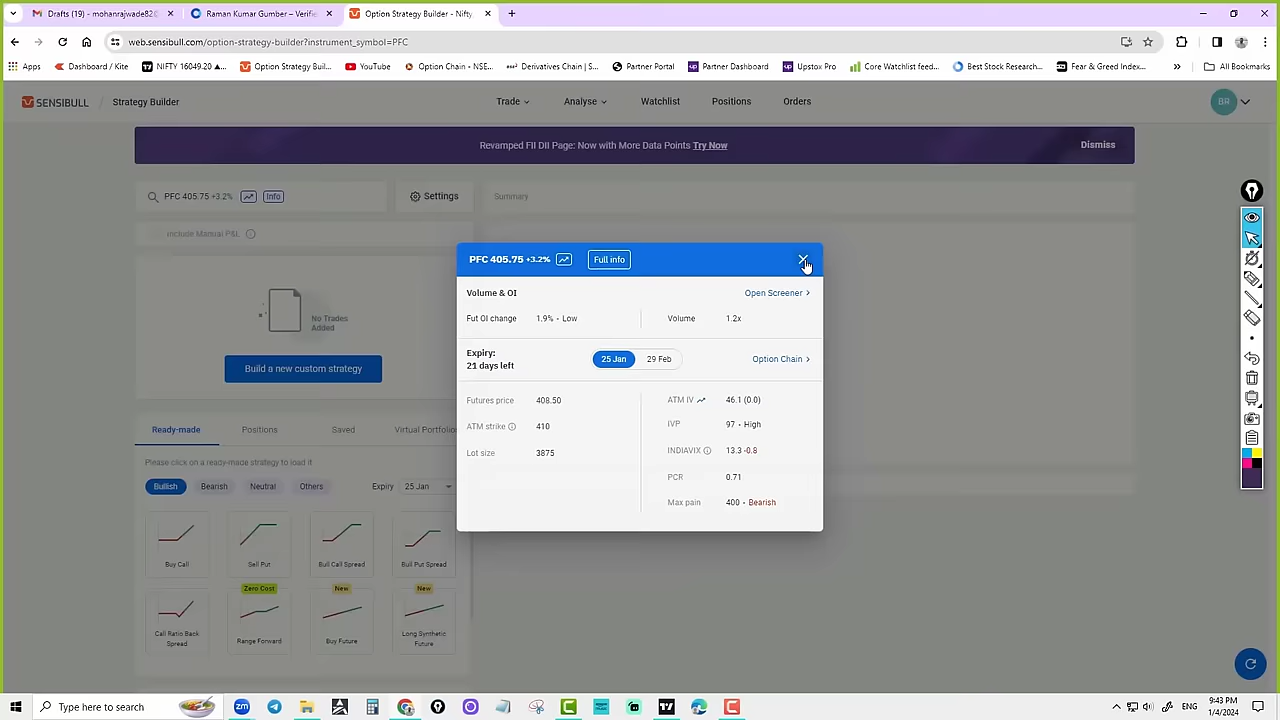 Drafts (19) - mohanrajwade82@
Raman Kumar Gumber – Verifie
Option Strategy Builder - Nifty,
web.sensibull.com/option-strategy-builder?instrument_symbol=PFC
Apps
Dashboard / Kite
NIFTY 16049.20 ▲...
Option Strategy Buil...
YouTube
Option Chain - NSE...
Derivatives Chain | S...
Partner Portal
Partner Dashboard
Upstox Pro
Core Watchlist feed...
Best Stock Research...
Fear & Greed Index...
»
All Bookmarks
SENSIBULL / Strategy Builder
Trade
Analyse
Watchlist
Positions
Orders
BR
Revamped FII DII Page: Now with More Data Points Try Now
Dismiss
PFC 405.75 +3.2% Info
Settings
Summary
Include Manual P&L
No Trades
Added
Build a new custom strategy
PFC 405.75 +3.2% Full info
Volume & OI
Open Screener >
Fut OI change 1.9% - Low
Volume 1.2x
Expiry:
21 days left
25 Jan
29 Feb
Option Chain >
Futures price 408.50
ATM strike 410
Lot size 3875
ATM IV 46.1 (0.0)
IVP 97 - High
INDIAVIX 13.3 -0.8
PCR 0.71
Max pain 400 - Bearish
Ready-made
Positions
Saved
Virtual Portfolio
Please click on a ready-made strategy to load it
Bullish
Bearish
Neutral
Others
Expiry 25 Jan
Buy Call
Sell Put
Bull Call Spread
Bull Put Spread
Zero Cost
New
New
Call Ratio Back
Spread
Range Forward
Buy Future
Long Synthetic
Future
Type here to search
zm
ENG
9:43 PM
1/4/2024